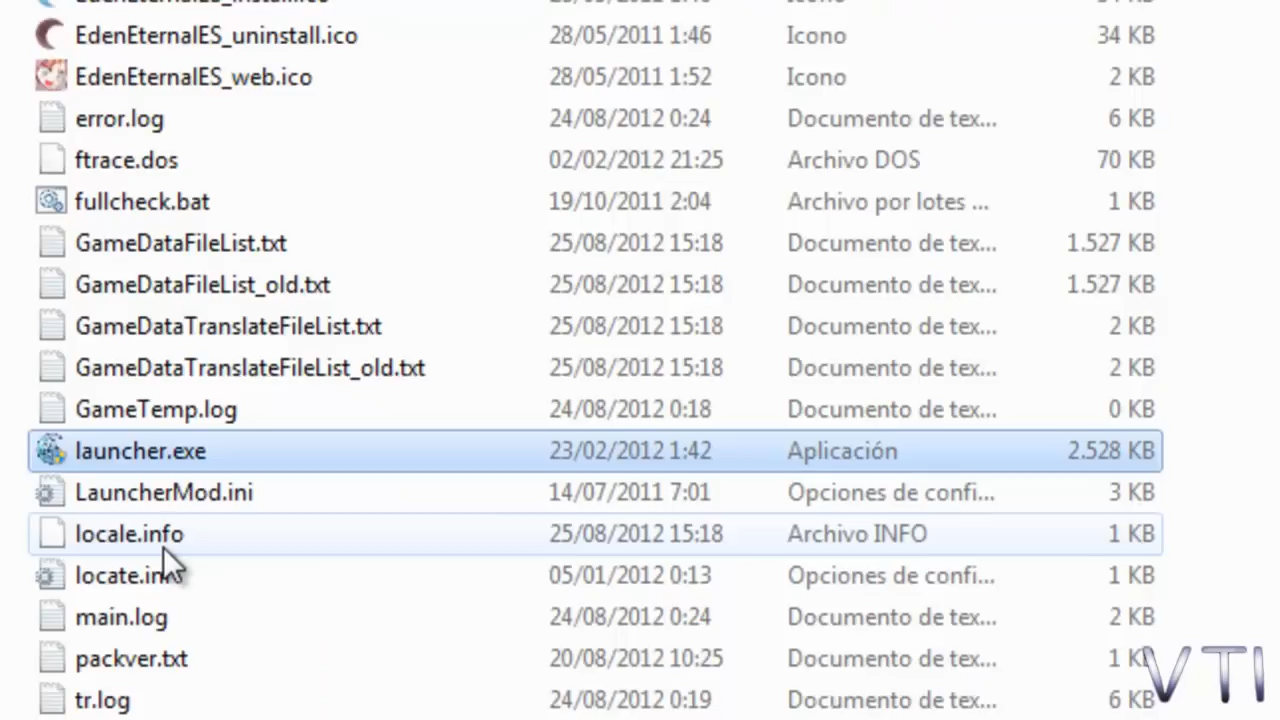 EdenEternalES_uninstall.ico 28/05/2011 1:46 Icono 34 KB
EdenEternalES_web.ico 28/05/2011 1:52 Icono 2 KB
error.log 24/08/2012 0:24 Documento de tex... 6 KB
ftrace.dos 02/02/2012 21:25 Archivo DOS 70 KB
fullcheck.bat 19/10/2011 2:04 Archivo por lotes ... 1 KB
GameDataFileList.txt 25/08/2012 15:18 Documento de tex... 1.527 KB
GameDataFileList_old.txt 25/08/2012 15:18 Documento de tex... 1.527 KB
GameDataTranslateFileList.txt 25/08/2012 15:18 Documento de tex... 2 KB
GameDataTranslateFileList_old.txt 25/08/2012 15:18 Documento de tex... 2 KB
GameTemp.log 24/08/2012 0:18 Documento de tex... 0 KB
launcher.exe 23/02/2012 1:42 Aplicación 2.528 KB
LauncherMod.ini 14/07/2011 7:01 Opciones de confi... 3 KB
locale.info 25/08/2012 15:18 Archivo INFO 1 KB
05/01/2012 0:13 Opciones de confi... 1 KB
main.log 24/08/2012 0:24 Documento de tex... 2 KB
packver.txt 20/08/2012 10:25 Documento de tex... 1 KB
tr.log 24/08/2012 0:19 Documento de tex... 6 KB
VTI